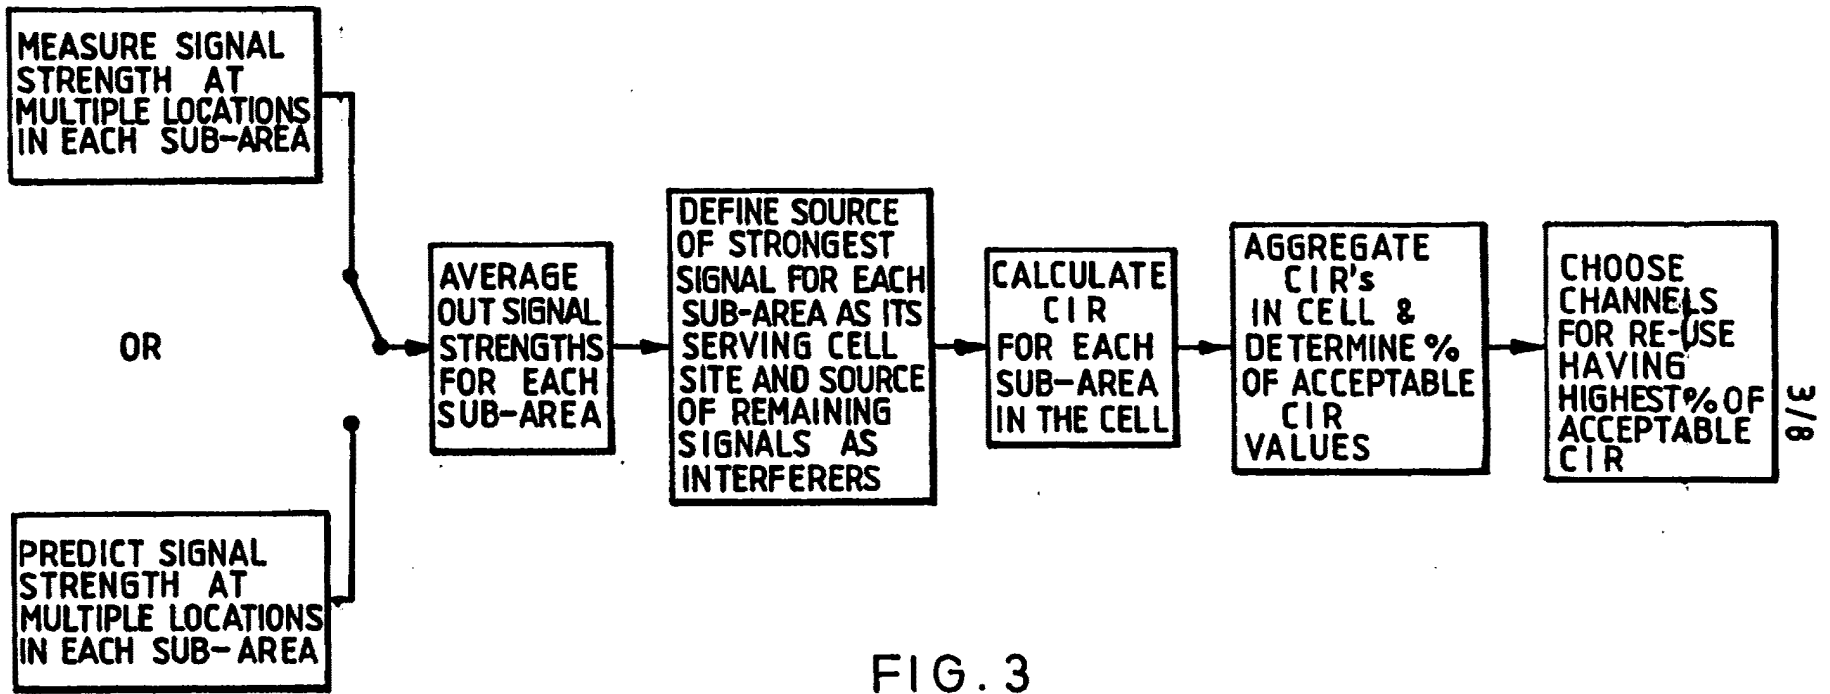 MEASURE SIGNAL
STRENGTH AT
MULTIPLE LOCATIONS
IN EACH SUB-AREA
OR
PREDICT SIGNAL
STRENGTH AT
MULTIPLE LOCATIONS
IN EACH SUB-AREA
AVERAGE
OUT SIGNAL
STRENGTHS
FOR EACH
SUB-AREA
DEFINE SOURCE
OF STRONGEST
SIGNAL FOR EACH
SUB-AREA AS ITS
SERVING CELL
SITE AND SOURCE
OF REMAINING
SIGNALS AS
INTERFERERS
CALCULATE
CIR
FOR EACH
SUB-AREA
IN THE CELL
AGGREGATE
CIR's
IN CELL &
DETERMINE %
OF ACCEPTABLE
CIR
VALUES
CHOOSE
CHANNELS
FOR RE-USE
HAVING
HIGHEST % OF
ACCEPTABLE
CIR
3/8
FIG. 3